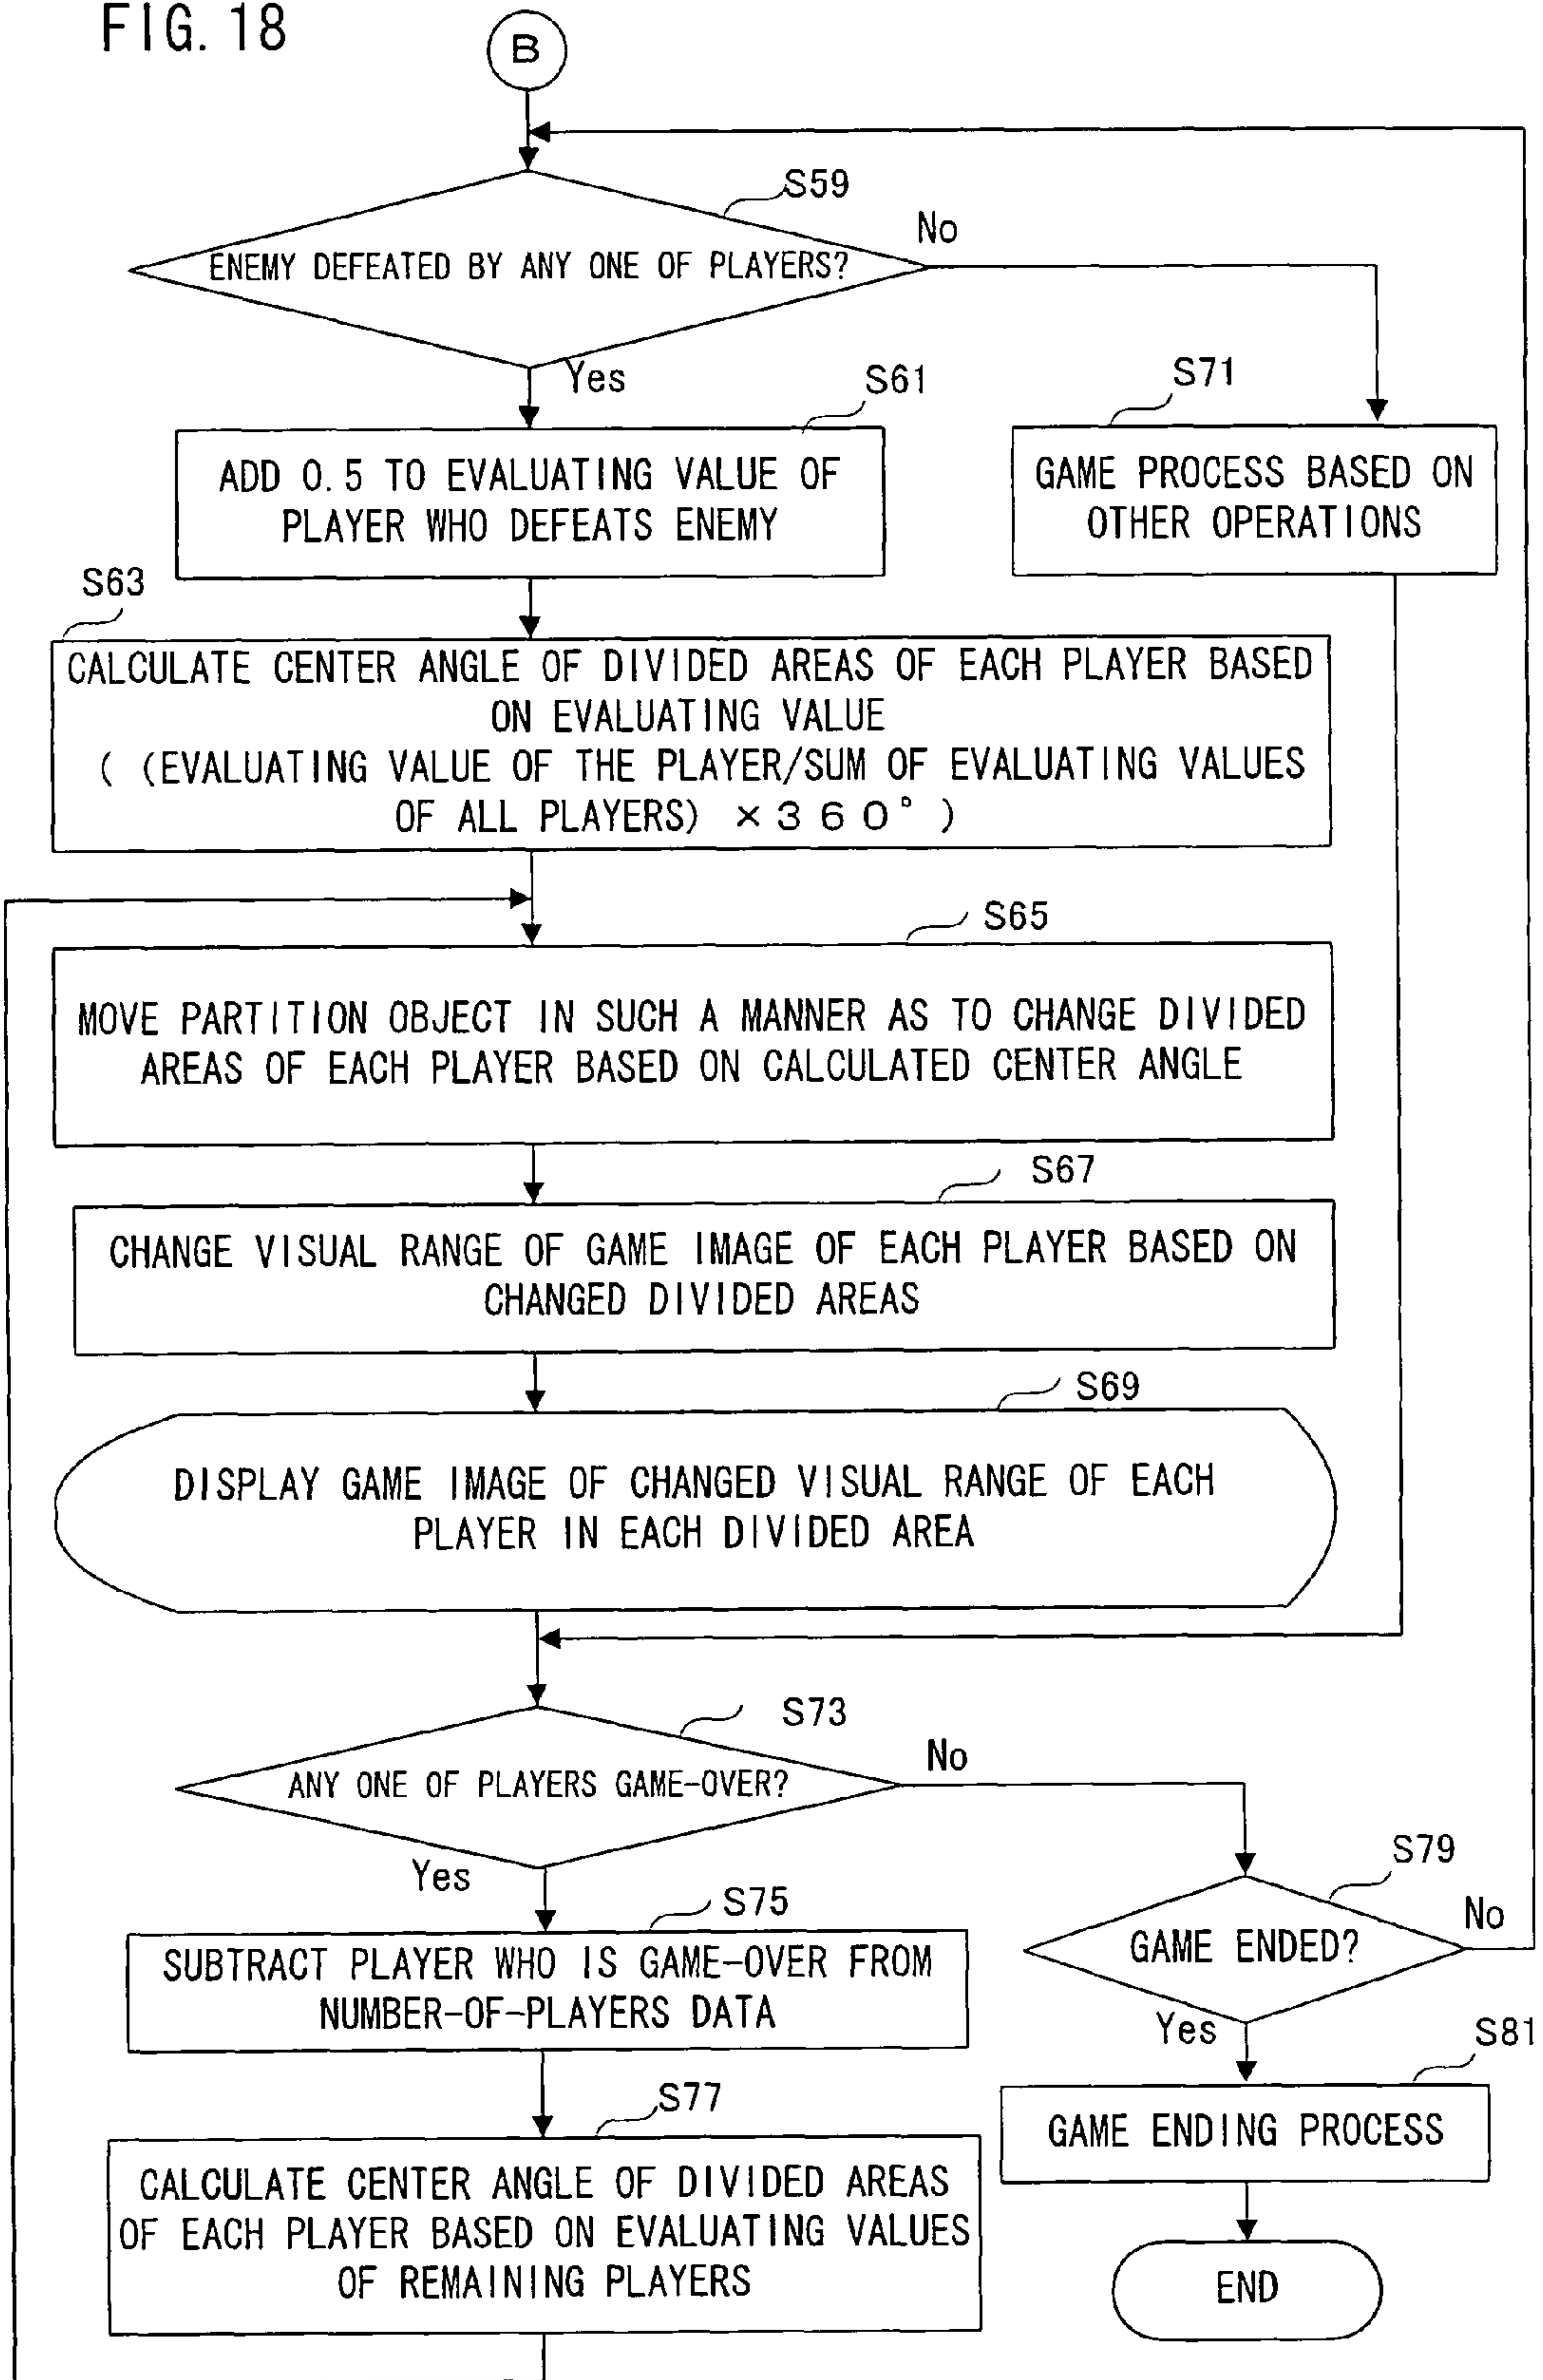 FIG. 18
B
S59
ENEMY DEFEATED BY ANY ONE OF PLAYERS?
No
Yes
S61
ADD 0.5 TO EVALUATING VALUE OF
PLAYER WHO DEFEATS ENEMY
S71
GAME PROCESS BASED ON
OTHER OPERATIONS
S63
CALCULATE CENTER ANGLE OF DIVIDED AREAS OF EACH PLAYER BASED
ON EVALUATING VALUE
( (EVALUATING VALUE OF THE PLAYER/SUM OF EVALUATING VALUES
OF ALL PLAYERS) ×360° )
S65
MOVE PARTITION OBJECT IN SUCH A MANNER AS TO CHANGE DIVIDED
AREAS OF EACH PLAYER BASED ON CALCULATED CENTER ANGLE
S67
CHANGE VISUAL RANGE OF GAME IMAGE OF EACH PLAYER BASED ON
CHANGED DIVIDED AREAS
S69
DISPLAY GAME IMAGE OF CHANGED VISUAL RANGE OF EACH
PLAYER IN EACH DIVIDED AREA
S73
ANY ONE OF PLAYERS GAME-OVER?
No
Yes
S75
SUBTRACT PLAYER WHO IS GAME-OVER FROM
NUMBER-OF-PLAYERS DATA
S77
CALCULATE CENTER ANGLE OF DIVIDED AREAS
OF EACH PLAYER BASED ON EVALUATING VALUES
OF REMAINING PLAYERS
S79
GAME ENDED?
No
Yes
S81
GAME ENDING PROCESS
END